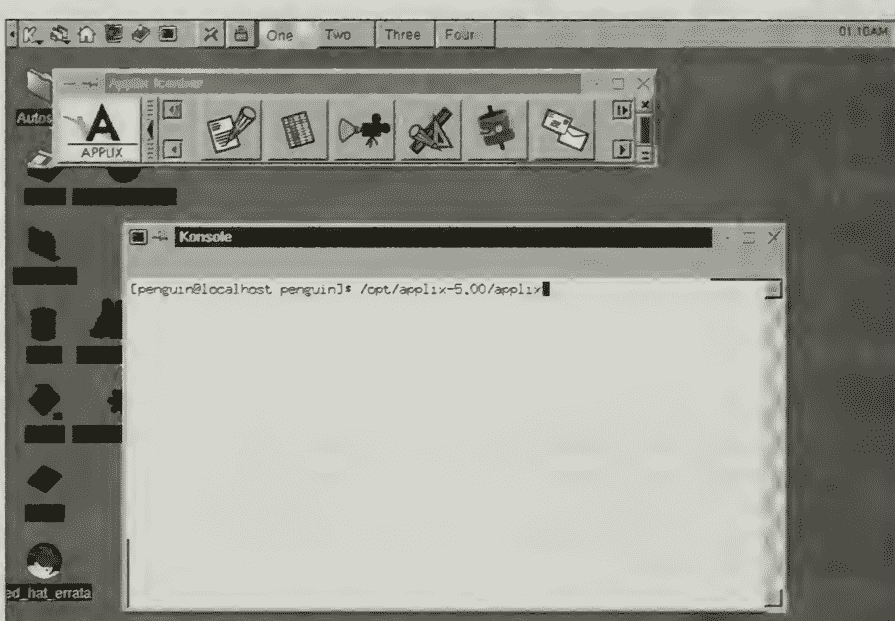 One Two Three Four 01:10AM
Applix Iconbar
Autos
APPLIX
Konsole
[penguin@localhost penguin]$ /opt/applix-5.00/applix
ed_hat_errata